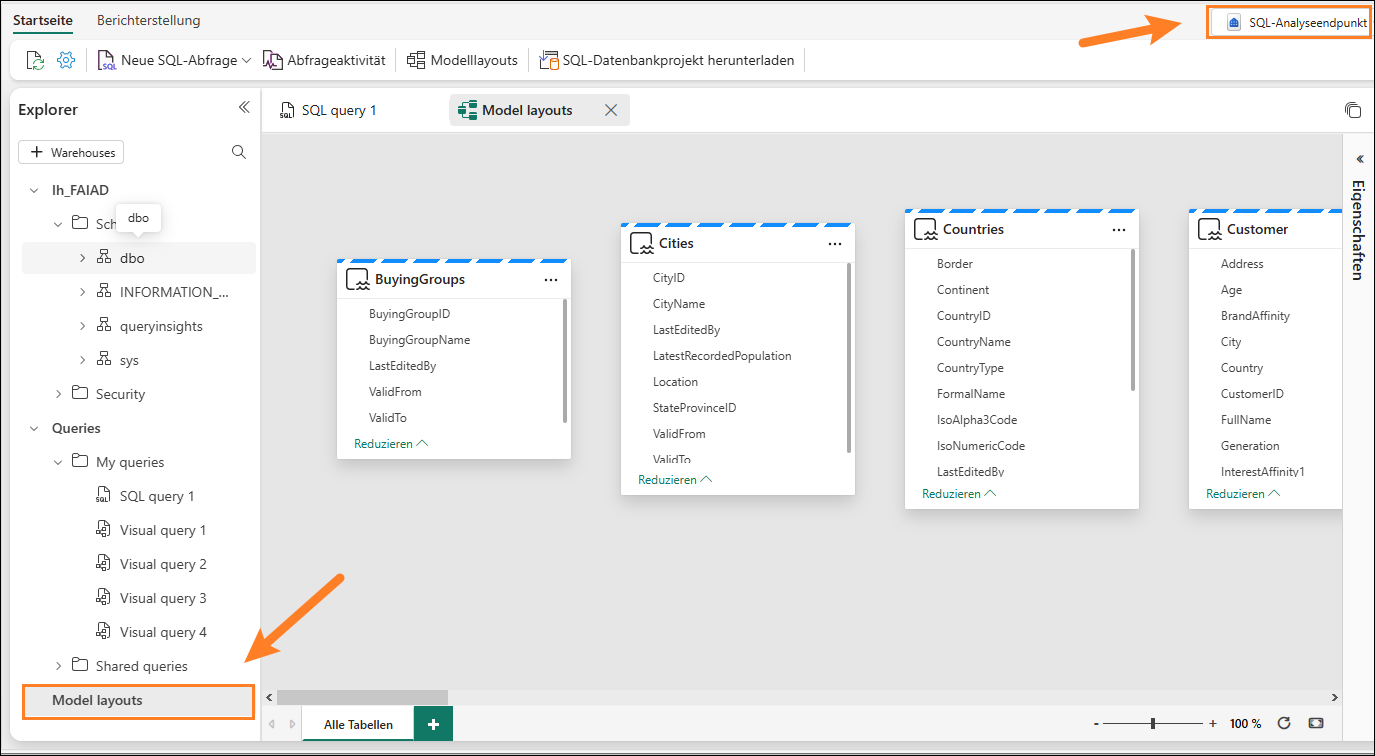 Startseite
Berichterstellung
SQL-Analyseendpunkt
Neue SQL-Abfrage
Abfrageaktivität
Modelllayouts
SQL-Datenbankprojekt herunterladen
Explorer
SQL query 1
Model layouts
+ Warehouses
lh_FAIAD
Sch
dbo
dbo
INFORMATION_...
queryinsights
sys
Security
Queries
My queries
SQL query 1
Visual query 1
Visual query 2
Visual query 3
Visual query 4
Shared queries
Model layouts
BuyingGroups
BuyingGroupID
BuyingGroupName
LastEditedBy
ValidFrom
ValidTo
Reduzieren
Cities
CityID
CityName
LastEditedBy
LatestRecordedPopulation
Location
StateProvinceID
ValidFrom
ValidTo
Reduzieren
Countries
Border
Continent
CountryID
CountryName
CountryType
FormalName
IsoAlpha3Code
IsoNumericCode
LastEditedBy
Reduzieren
Customer
Address
Age
BrandAffinity
City
Country
CustomerID
FullName
Generation
InterestAffinity1
Reduzieren
Eigenschaften
Alle Tabellen
+
- + 100 %